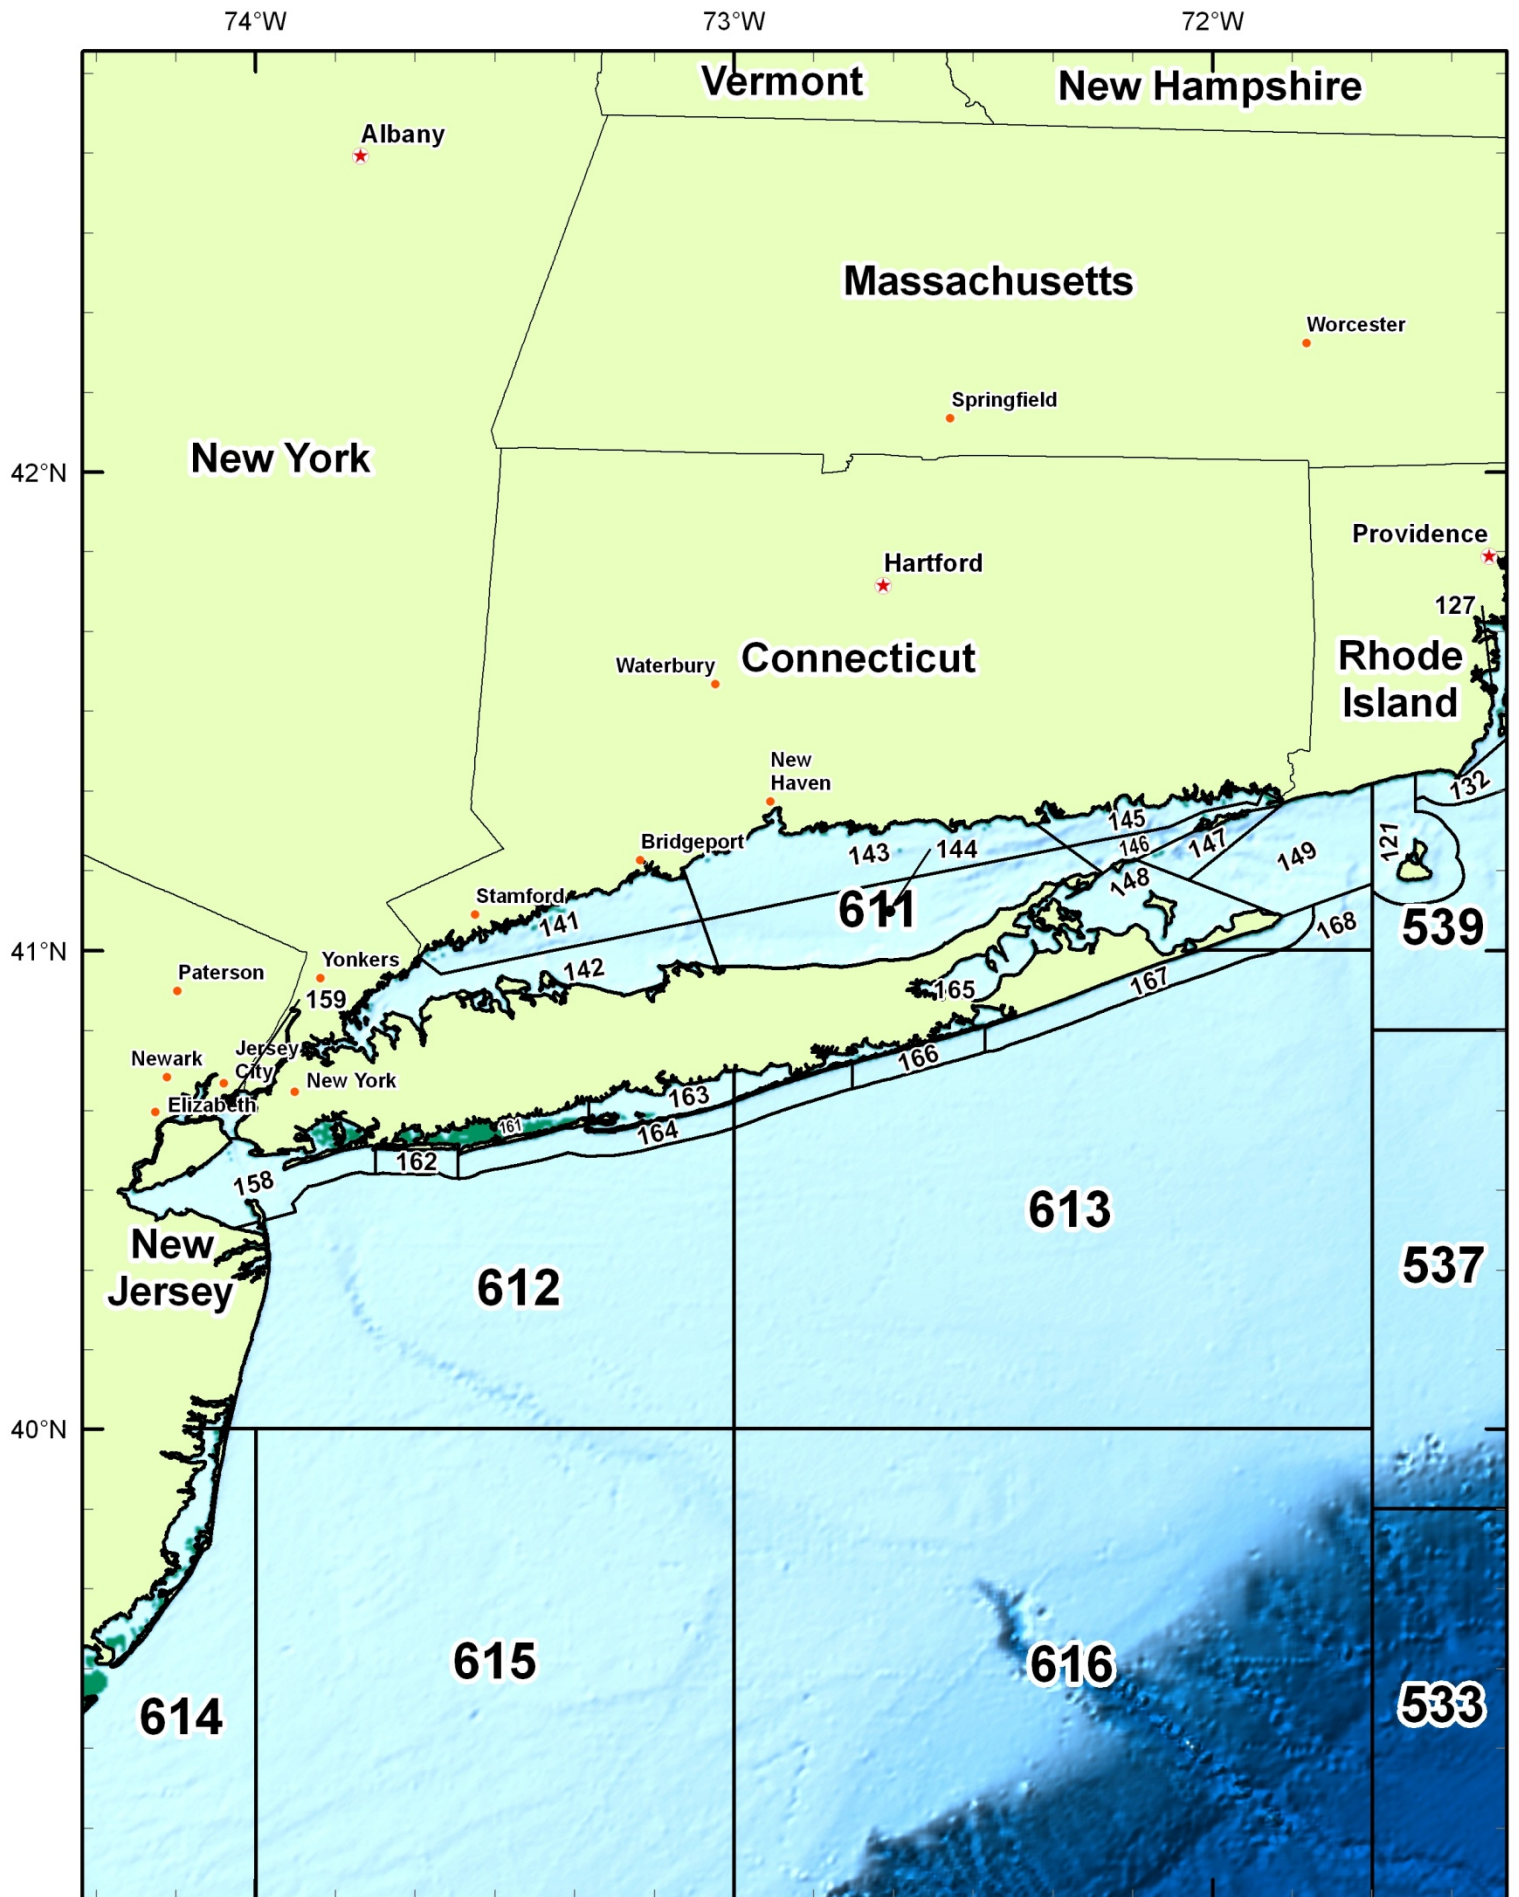 74°W
73°W
72°W
Vermont
New Hampshire
Albany
Massachusetts
Worcester
Springfield
New York
42°N
Providence
Hartford
127
Connecticut
Waterbury
Rhode
Island
New
Haven
132
145
Bridgeport
143
144
146
147
121
149
148
Stamford
611
141
168
539
41°N
Yonkers
Paterson
142
167
165
159
Jersey
City
Newark
New York
166
Elizabeth
163
161
164
162
158
613
New
Jersey
612
537
40°N
615
616
614
533